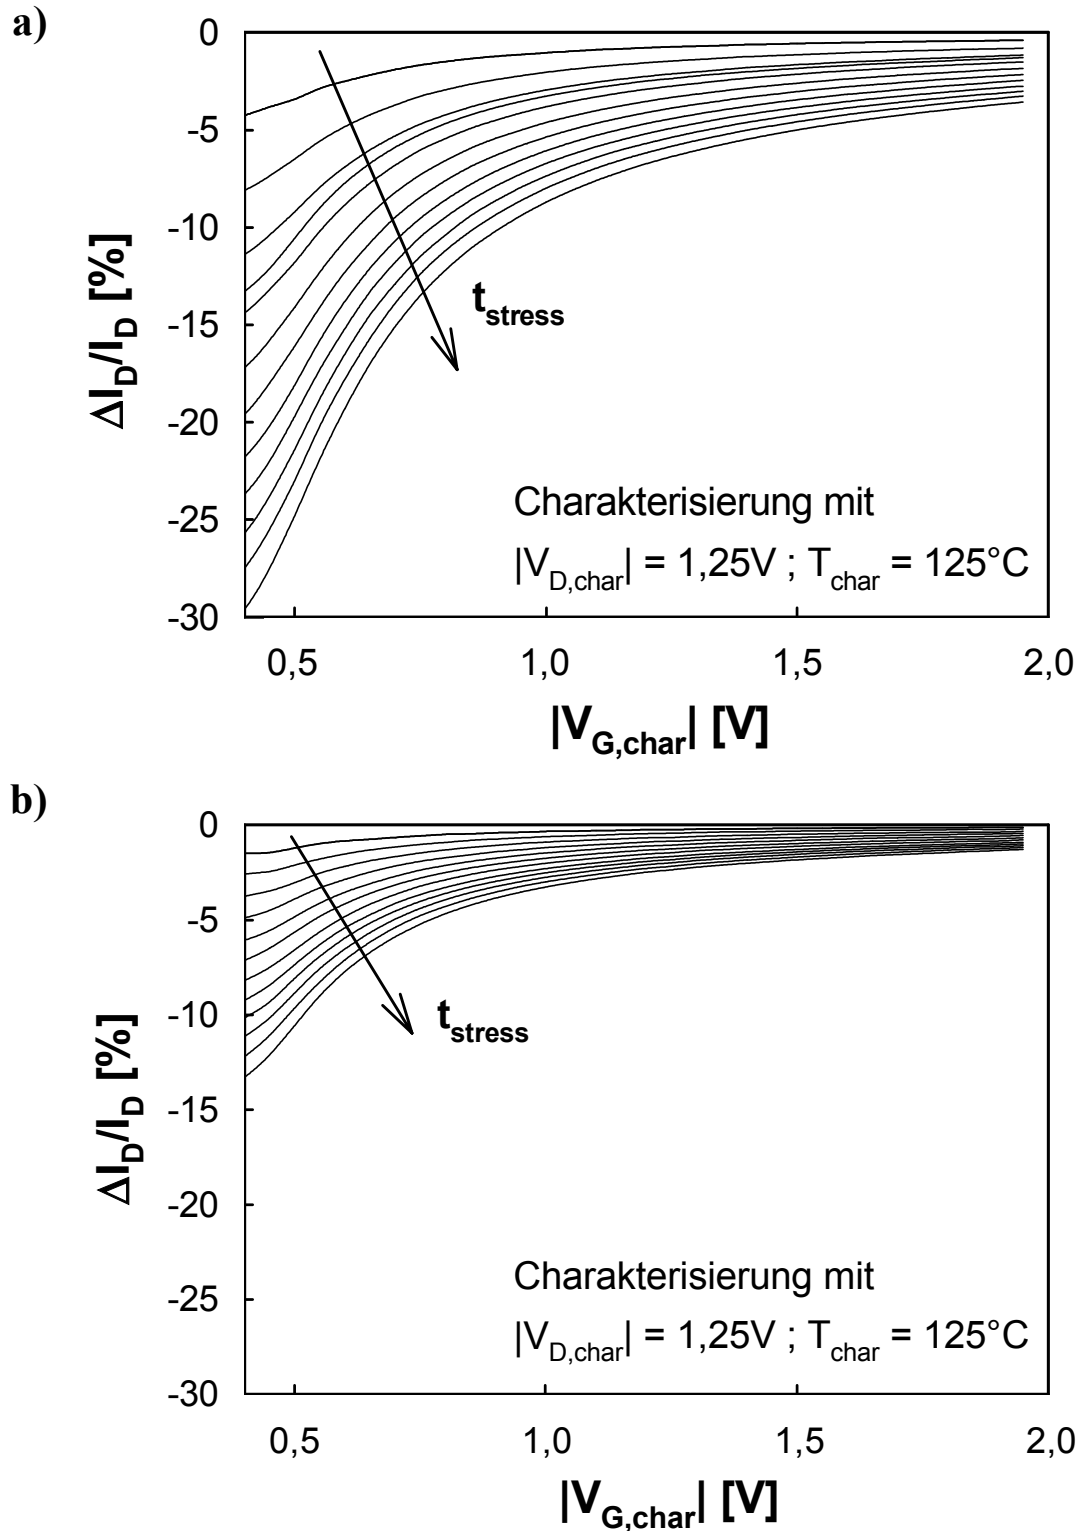 a)
0
-5
-10
-15
-20
-25
-30
ΔI_D/I_D [%]
t_stress
Charakterisierung mit
|V_D,char| = 1,25V ; T_char = 125°C
0,5 1,0 1,5 2,0
|V_G,char| [V]
b)
0
-5
-10
-15
-20
-25
-30
ΔI_D/I_D [%]
t_stress
Charakterisierung mit
|V_D,char| = 1,25V ; T_char = 125°C
0,5 1,0 1,5 2,0
|V_G,char| [V]